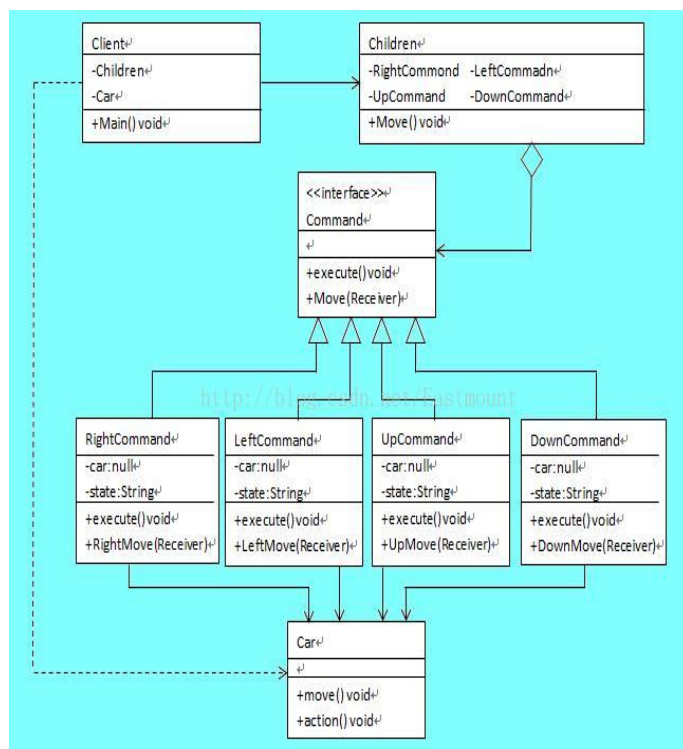 Client↵
-Children↵
-Car↵
+Main() void↵
Children↵
-RightCommond -LeftCommadn↵
-UpCommand -DownCommand↵
+Move() void↵
<<interface>>↵
Command↵
↵
+execute() void↵
+Move(Receiver)↵
http://blog.csdn.net/Eastmount
RightCommand↵
-car:null↵
-state:String↵
+execute() void↵
+RightMove(Receiver)↵
LeftCommand↵
-car:null↵
-state:String↵
+execute() void↵
+LeftMove(Receiver)↵
UpCommand↵
-car:null↵
-state:String↵
+execute() void↵
+UpMove(Receiver)↵
DownCommand↵
-car:null↵
-state:String↵
+execute() void↵
+DownMove(Receiver)↵
Car↵
↵
+move() void↵
+action() void↵